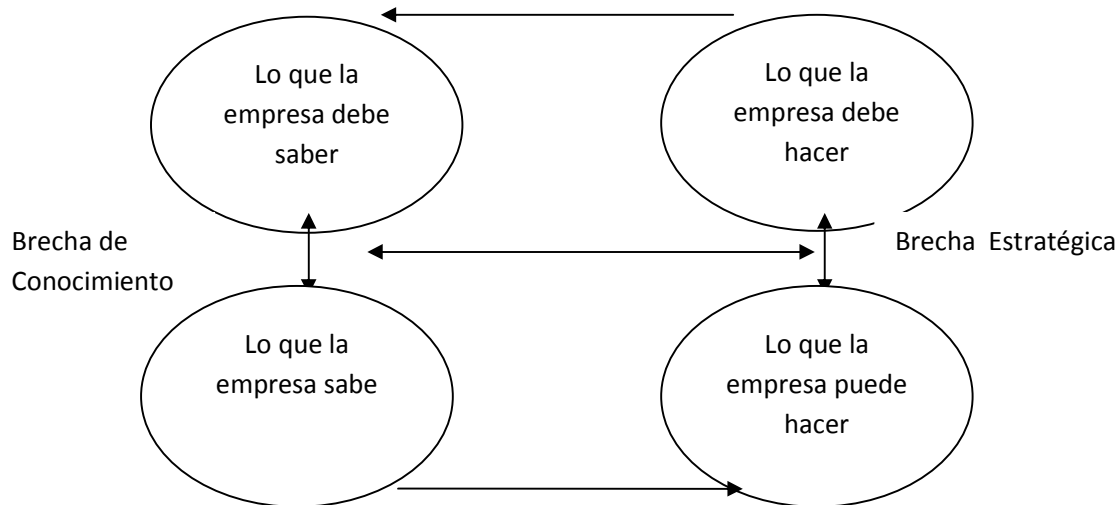 Lo que la
empresa debe
saber
Lo que la
empresa debe
hacer
Brecha de
Conocimiento
Brecha Estratégica
Lo que la
empresa sabe
Lo que la
empresa puede
hacer